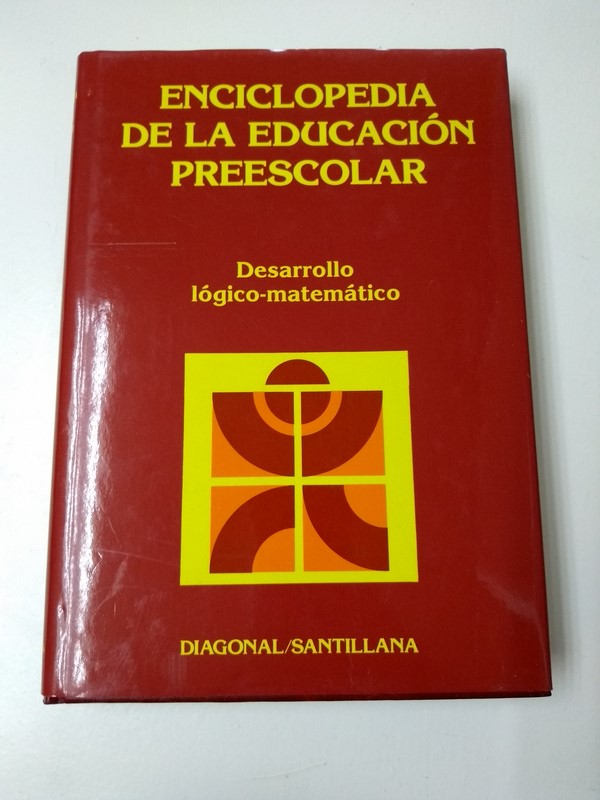 ENCICLOPEDIA
DE LA EDUCACIÓN
PREESCOLAR
Desarrollo
lógico-matemático
DIAGONAL/SANTILLANA